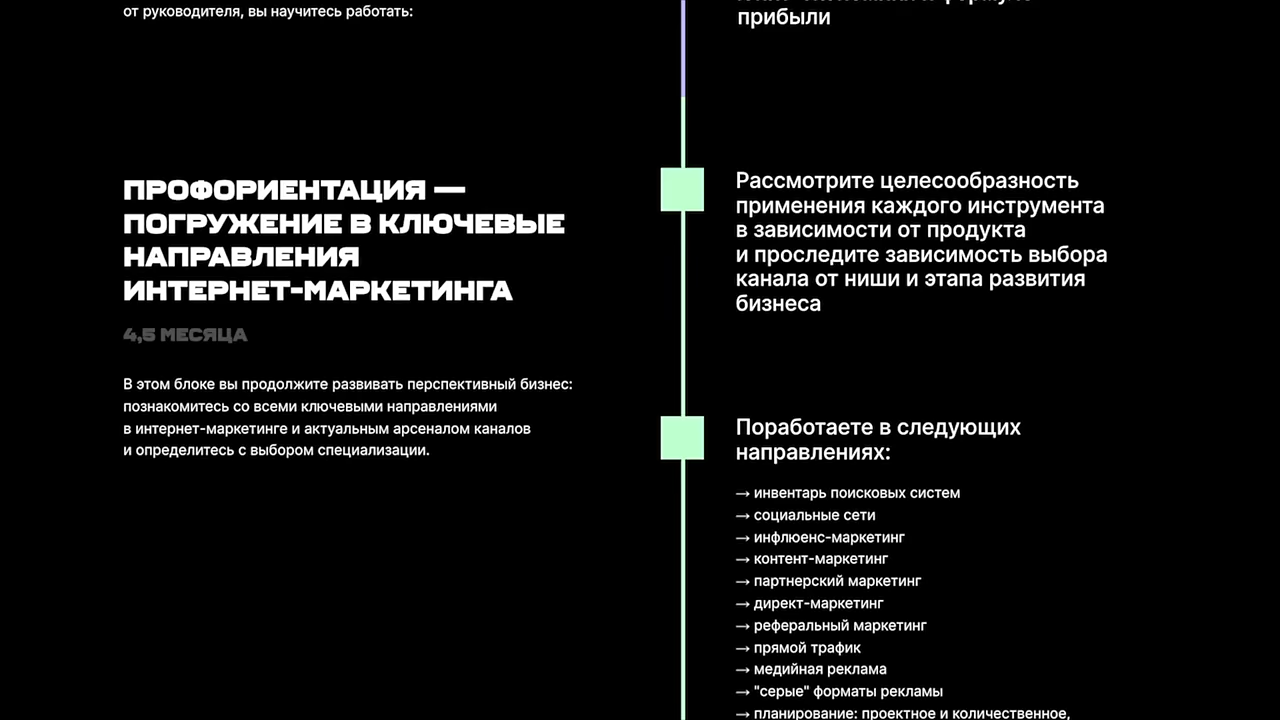 от руководителя, вы научитесь работать:
прибыли
ПРОФОРИЕНТАЦИЯ —
ПОГРУЖЕНИЕ В КЛЮЧЕВЫЕ
НАПРАВЛЕНИЯ
ИНТЕРНЕТ-МАРКЕТИНГА
4,5 МЕСЯЦА
В этом блоке вы продолжите развивать перспективный бизнес:
познакомитесь со всеми ключевыми направлениями
в интернет-маркетинге и актуальным арсеналом каналов
и определитесь с выбором специализации.
Рассмотрите целесообразность
применения каждого инструмента
в зависимости от продукта
и проследите зависимость выбора
канала от ниши и этапа развития
бизнеса
Поработаете в следующих
направлениях:
→ инвентарь поисковых систем
→ социальные сети
→ инфлюенс-маркетинг
→ контент-маркетинг
→ партнерский маркетинг
→ директ-маркетинг
→ реферальный маркетинг
→ прямой трафик
→ медийная реклама
→ "серые" форматы рекламы
→ планирование: проектное и количественное,